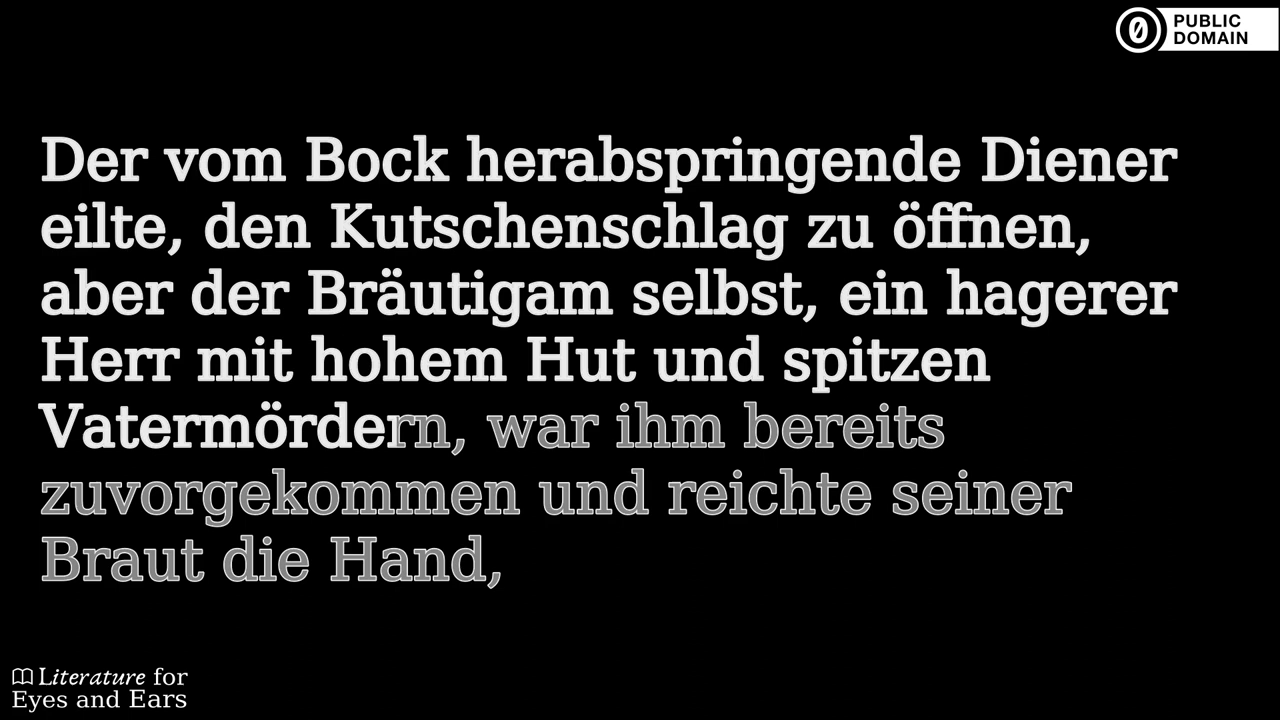 PUBLIC
DOMAIN
Der vom Bock herabspringende Diener
eilte, den Kutschenschlag zu öffnen,
aber der Bräutigam selbst, ein hagerer
Herr mit hohem Hut und spitzen
Vatermördern, war ihm bereits
zuvorgekommen und reichte seiner
Braut die Hand,
Literature for
Eyes and Ears